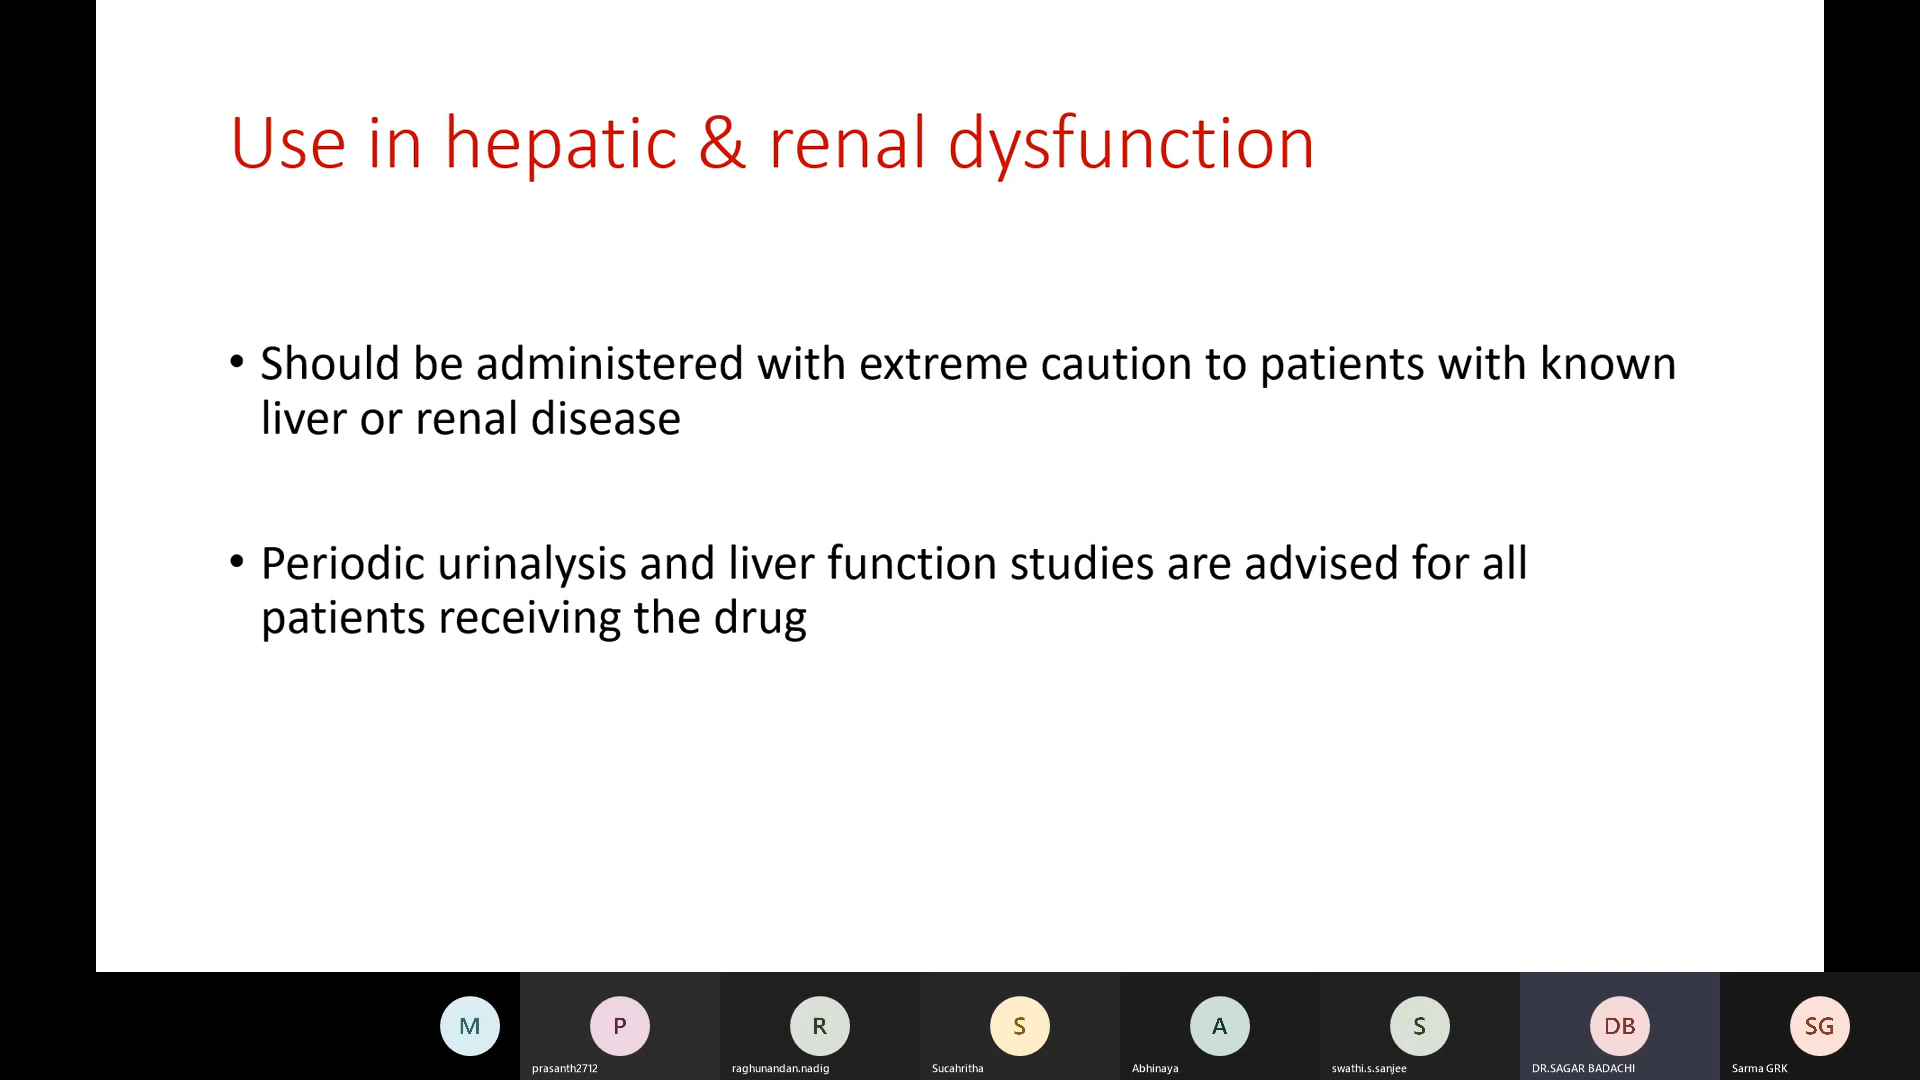 Use in hepatic & renal dysfunction
• Should be administered with extreme caution to patients with known
liver or renal disease
• Periodic urinalysis and liver function studies are advised for all
patients receiving the drug
M
P
R
S
A
S
DB
SG
prasanth2712
raghunandan.nadig
Sucahritha
Abhinaya
swathi.s.sanjee
DR.SAGAR BADACHI
Sarma GRK